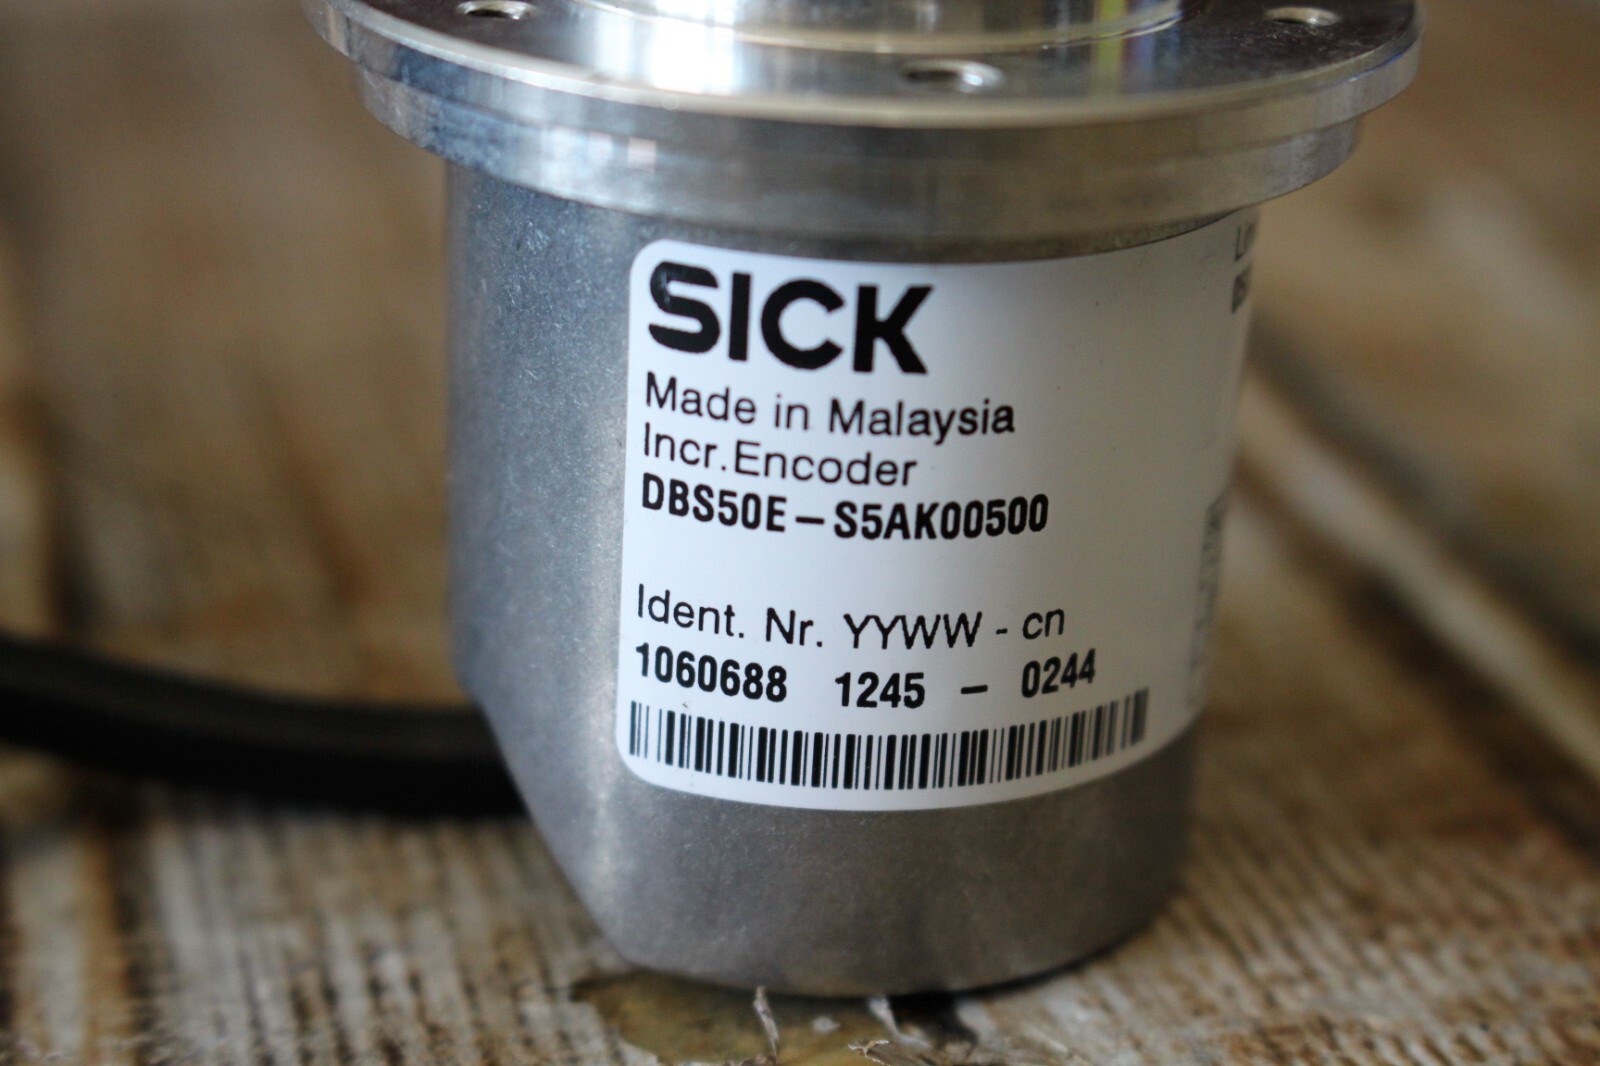 SICK
Made in Malaysia
Incr.Encoder
DBS50E – S5AK00500
Ident. Nr. YYWW - cn
1060688 1245 – 0244